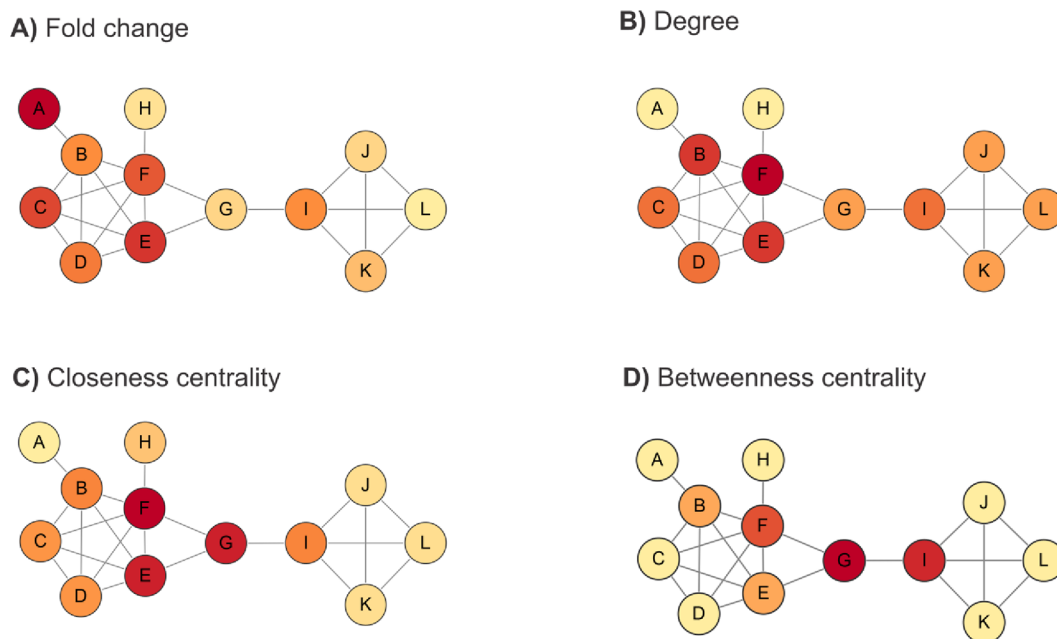 A) Fold change
B) Degree
A
H
B
F
J
C
G
I
L
E
D
K
A
H
B
F
J
C
G
I
L
E
D
K
C) Closeness centrality
D) Betweenness centrality
A
H
B
F
J
C
G
I
L
E
D
K
A
H
B
F
J
C
G
I
L
E
D
K